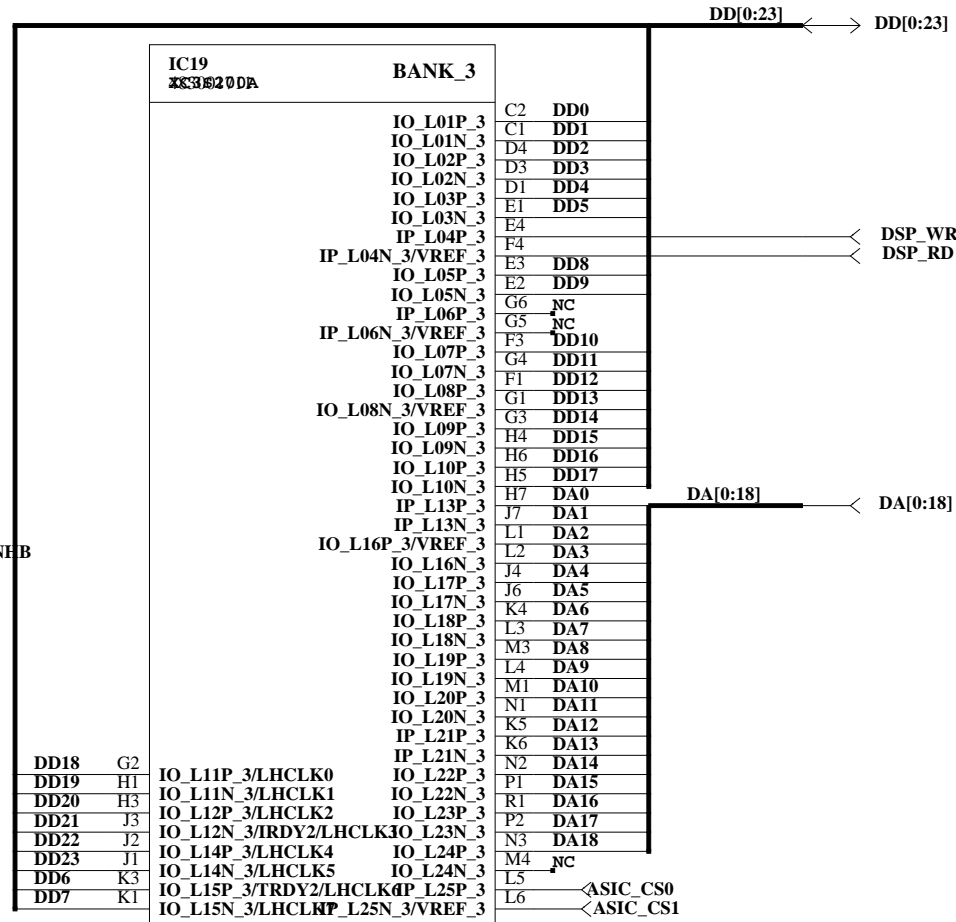 DD[0:23]
DD[0:23]
IC19
BANK_3
IO_L01P_3 C2 DD0
IO_L01N_3 C1 DD1
IO_L02P_3 D4 DD2
IO_L02N_3 D3 DD3
IO_L03P_3 D1 DD4
IO_L03N_3 E1 DD5
IP_L04P_3 E4 DSP_WR
IP_L04N_3/VREF_3 F4 DSP_RD
IO_L05P_3 E3 DD8
IO_L05N_3 E2 DD9
IP_L06P_3 G6 NC
IP_L06N_3/VREF_3 G5 NC
IO_L07P_3 F3 DD10
IO_L07N_3 G4 DD11
IO_L08P_3 F1 DD12
IO_L08N_3/VREF_3 G1 DD13
IO_L09P_3 G3 DD14
IO_L09N_3 H4 DD15
IO_L10P_3 H6 DD16
IO_L10N_3 H5 DD17
IP_L13P_3 H7 DA0 DA[0:18] DA[0:18]
IP_L13N_3 J7 DA1
IO_L16P_3/VREF_3 L1 DA2
IO_L16N_3 L2 DA3
IO_L17P_3 J4 DA4
IO_L17N_3 J6 DA5
IO_L18P_3 K4 DA6
IO_L18N_3 L3 DA7
IO_L19P_3 M3 DA8
IO_L19N_3 L4 DA9
IO_L20P_3 M1 DA10
IO_L20N_3 N1 DA11
IP_L21P_3 K5 DA12
IP_L21N_3 K6 DA13
DD18 G2 IO_L11P_3/LHCLK0 IO_L22P_3 N2 DA14
DD19 H1 IO_L11N_3/LHCLK1 IO_L22N_3 P1 DA15
DD20 H3 IO_L12P_3/LHCLK2 IO_L23P_3 R1 DA16
DD21 J3 IO_L12N_3/IRDY2/LHCLK3 IO_L23N_3 P2 DA17
DD22 J2 IO_L14P_3/LHCLK4 IO_L24P_3 N3 DA18
DD23 J1 IO_L14N_3/LHCLK5 IO_L24N_3 M4 NC
DD6 K3 IO_L15P_3/TRDY2/LHCLK6 IP_L25P_3 L5 ASIC_CS0
DD7 K1 IO_L15N_3/LHCLK7 IP_L25N_3/VREF_3 L6 ASIC_CS1